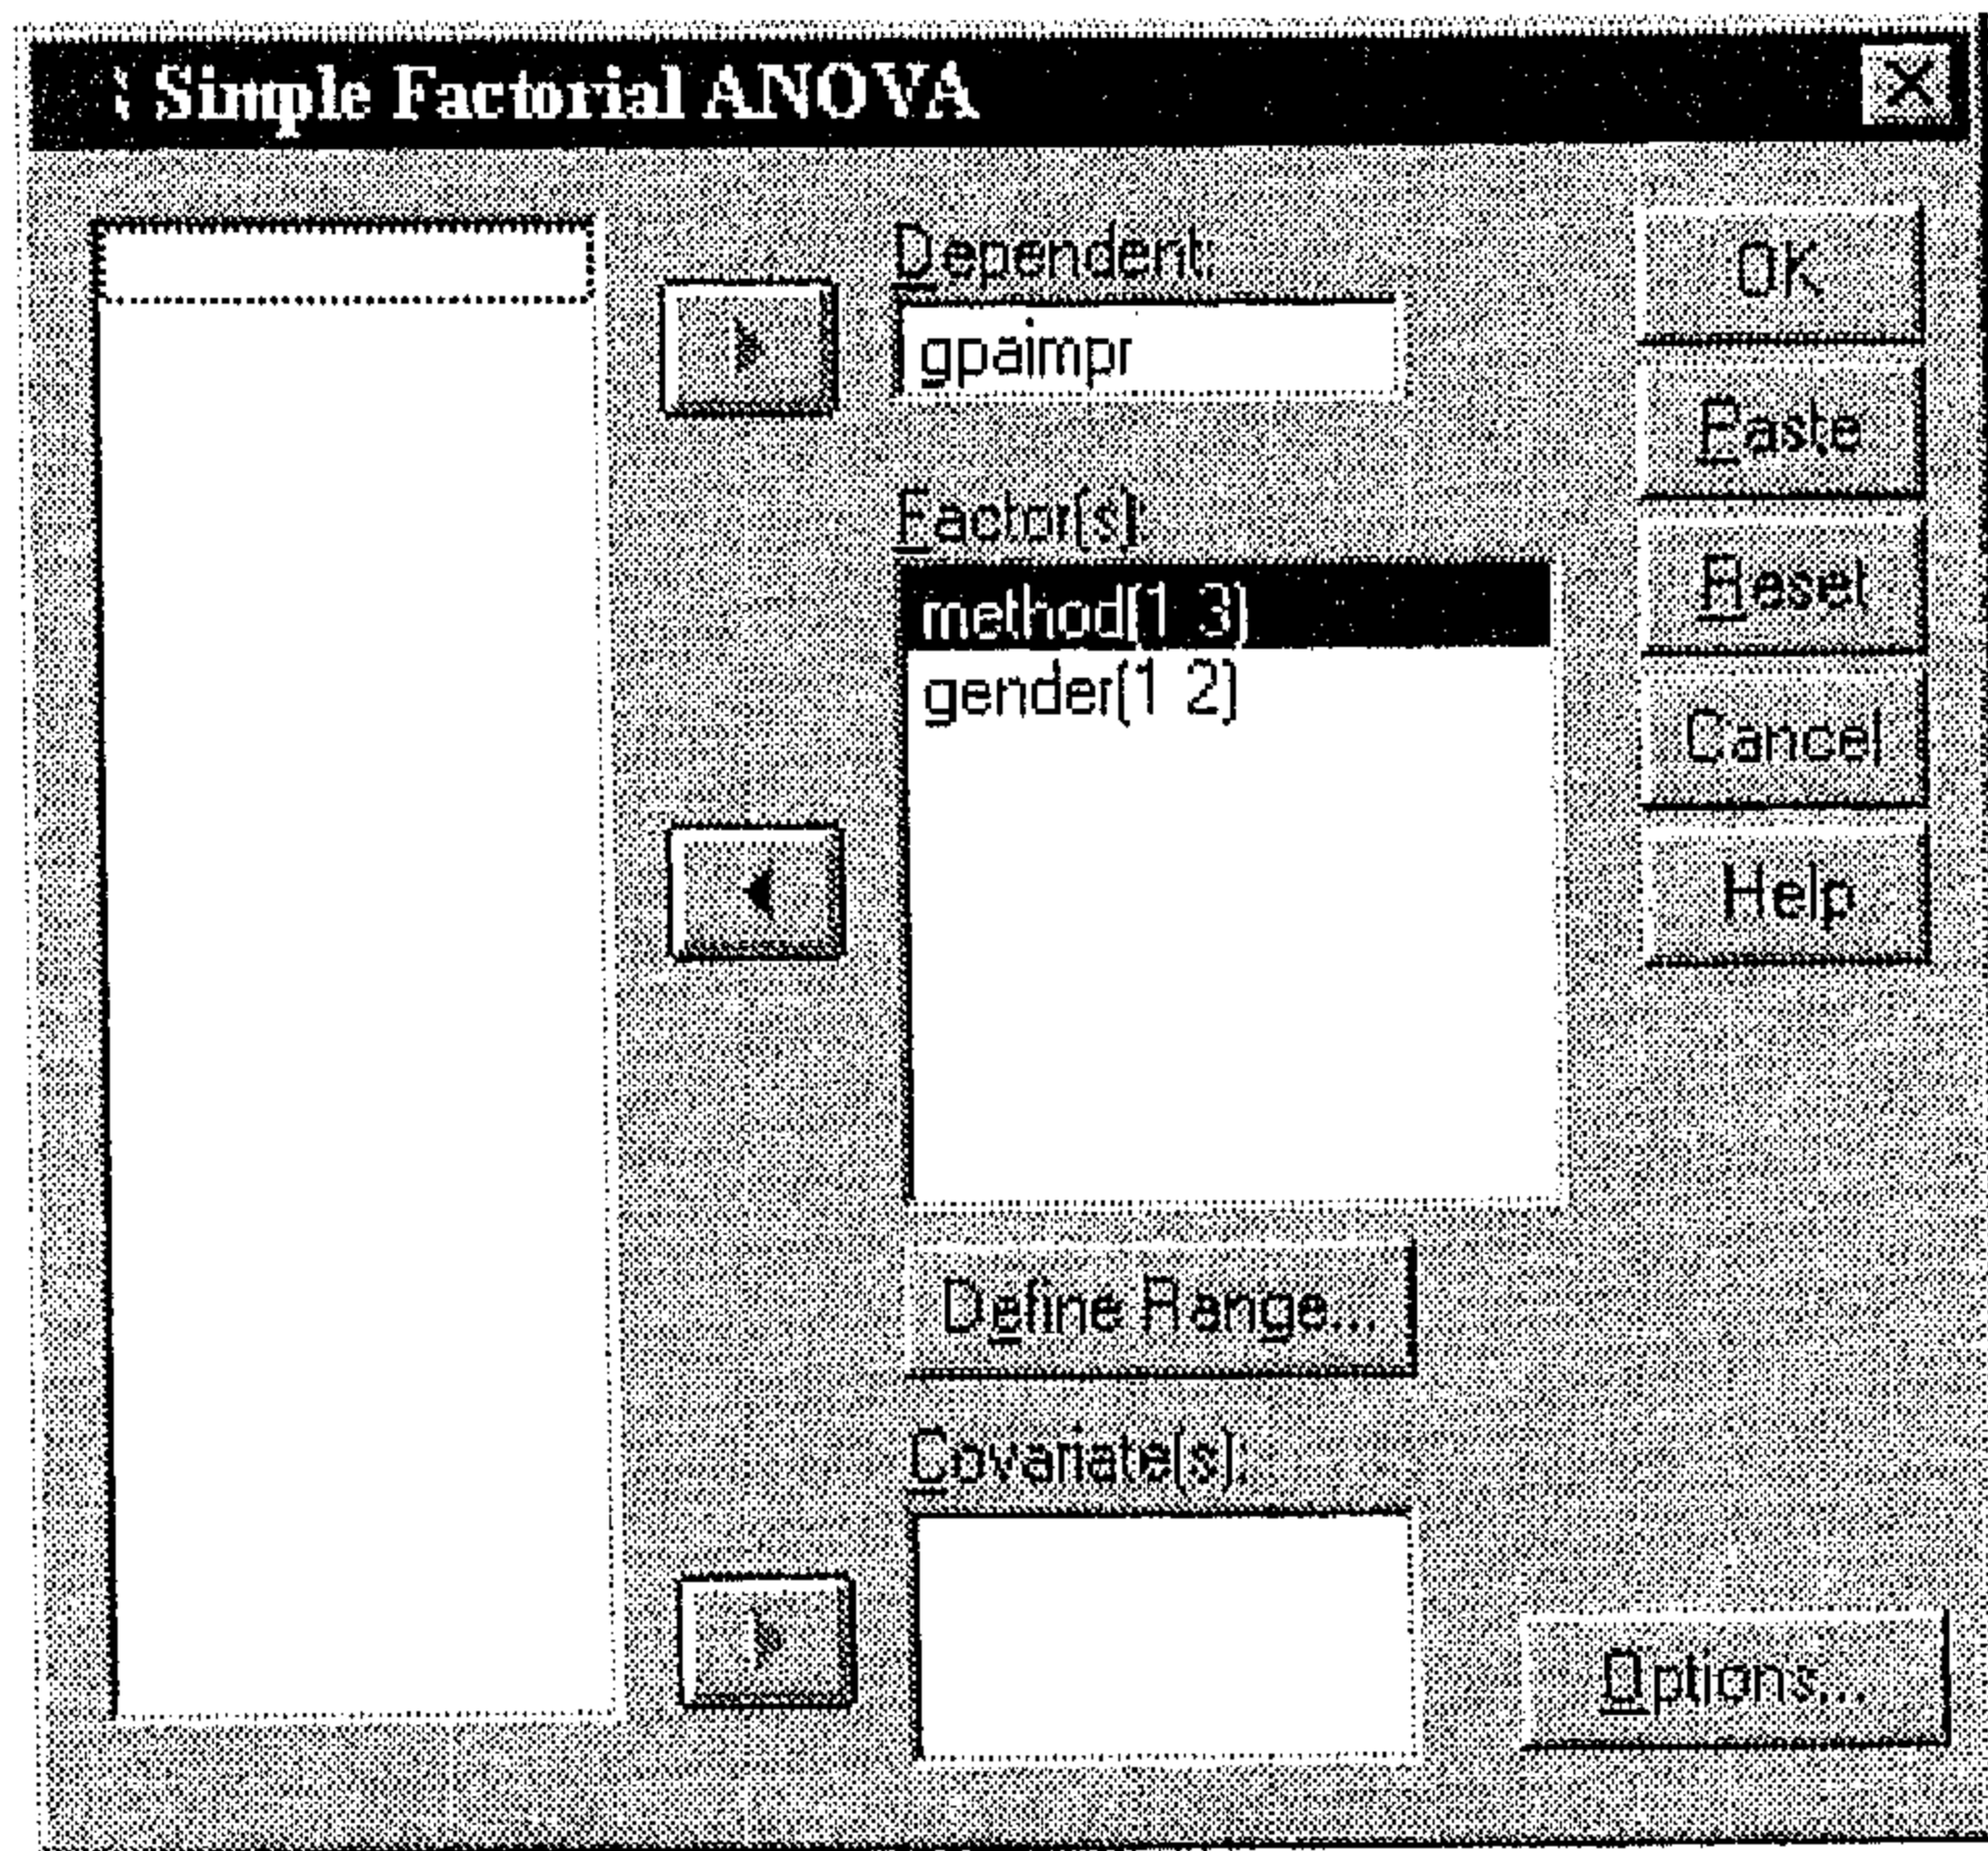 Simple Factorial ANOVA
Dependent:
gpaimpr
Factor(s):
method(1 3)
gender(1 2)
Define Range...
Covariate(s):
OK
Paste
Reset
Cancel
Help
Options...